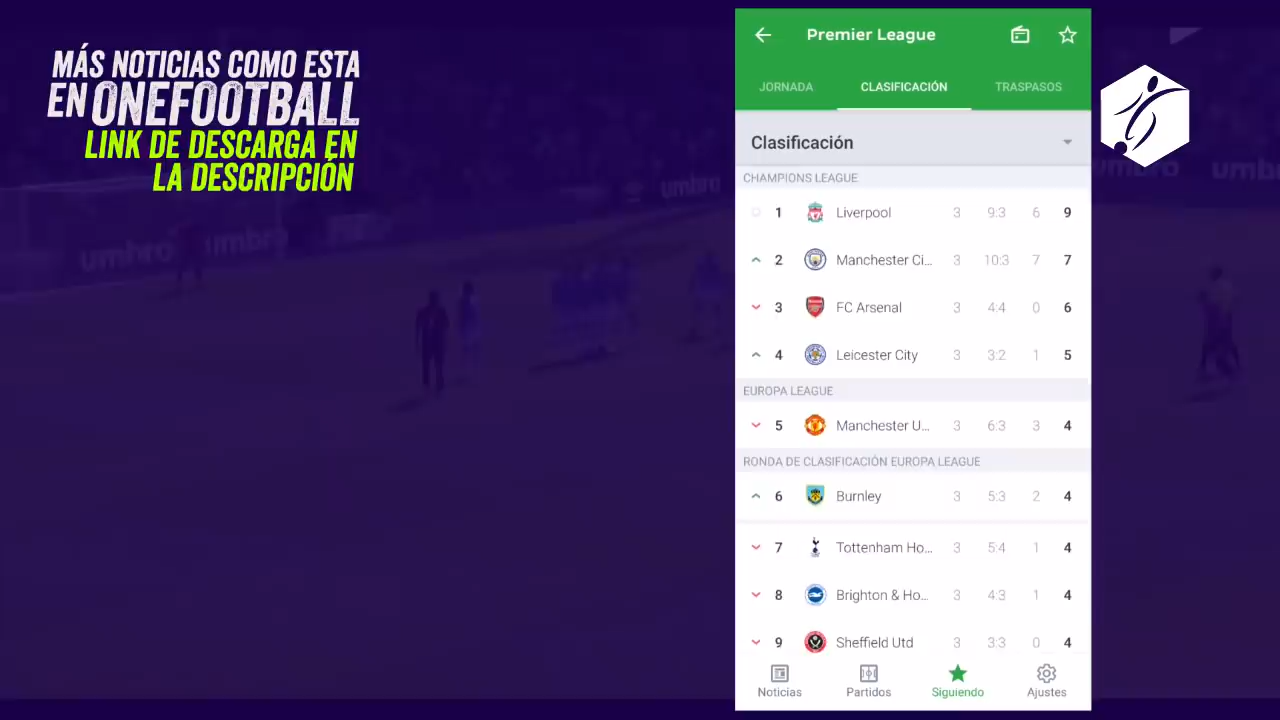 MÁS NOTICIAS COMO ESTA
EN ONEFOOTBALL
LINK DE DESCARGA EN
LA DESCRIPCIÓN
Premier League
JORNADA CLASIFICACIÓN TRASPASOS
Clasificación
CHAMPIONS LEAGUE
1 Liverpool 3 9:3 6 9
2 Manchester Ci... 3 10:3 7 7
3 FC Arsenal 3 4:4 0 6
4 Leicester City 3 3:2 1 5
EUROPA LEAGUE
5 Manchester U... 3 6:3 3 4
RONDA DE CLASIFICACIÓN EUROPA LEAGUE
6 Burnley 3 5:3 2 4
7 Tottenham Ho... 3 5:4 1 4
8 Brighton & Ho... 3 4:3 1 4
9 Sheffield Utd 3 3:3 0 4
Noticias Partidos Siguiendo Ajustes
umbro umbro umbro umbro umbro